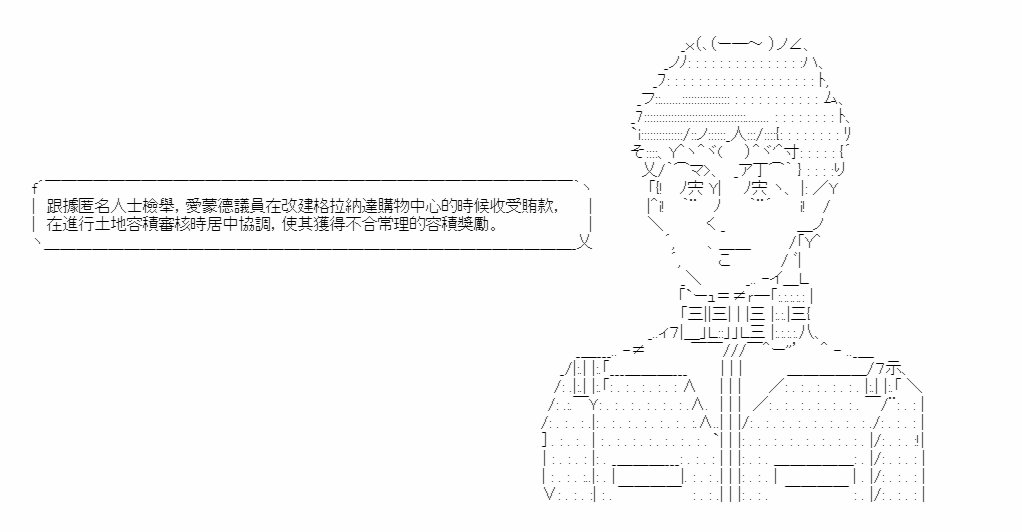 跟據匿名人士檢舉, 愛蒙德議員在改建格拉納達購物中心的時候收受賄款,
在進行土地容積審核時居中協調, 使其獲得不合常理的容積獎勵。